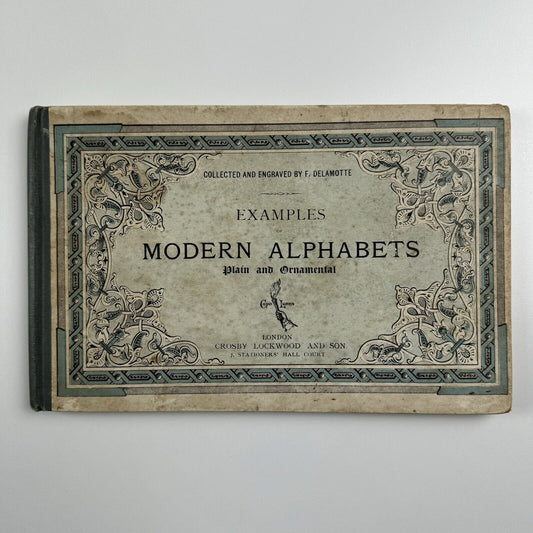 COLLECTED AND ENGRAVED BY F. DELAMOTTE
EXAMPLES
MODERN ALPHABETS
Plain and Ornamental
LONDON
CROSBY LOCKWOOD AND SON
7, STATIONERS' HALL COURT